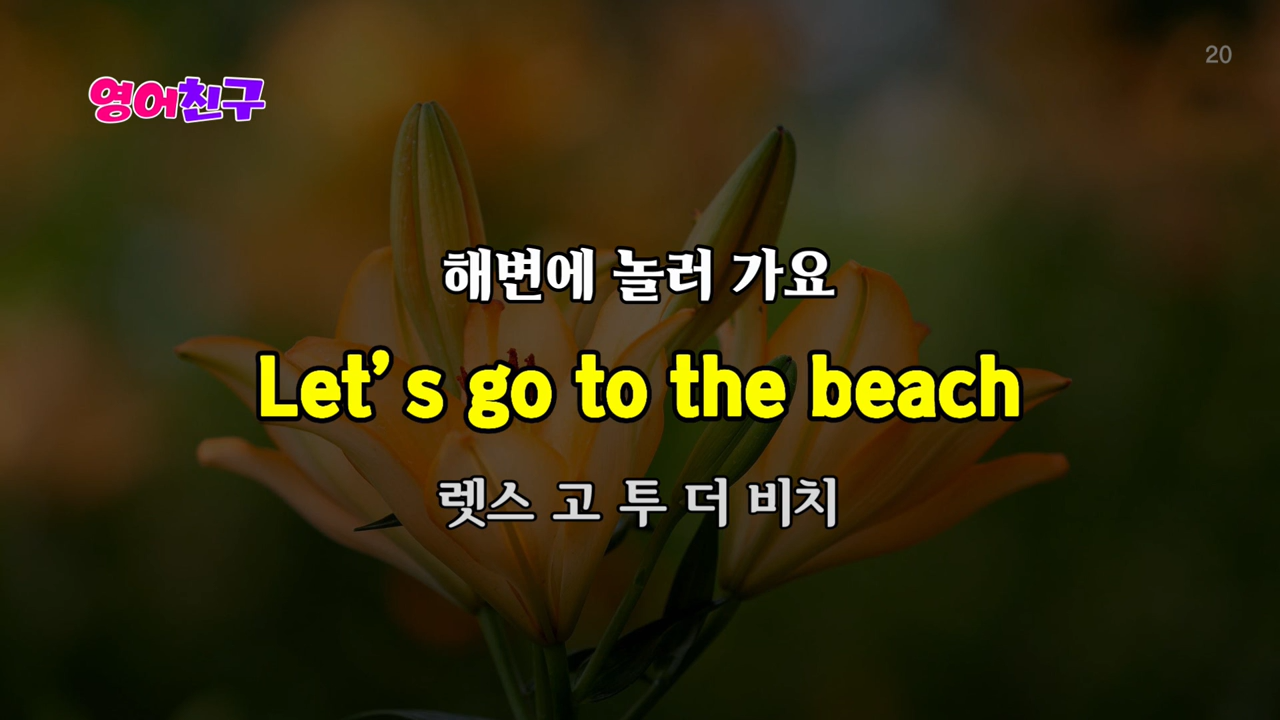 20
영어친구
해변에 놀러 가요
Let's go to the beach
렛스 고 투 더 비치